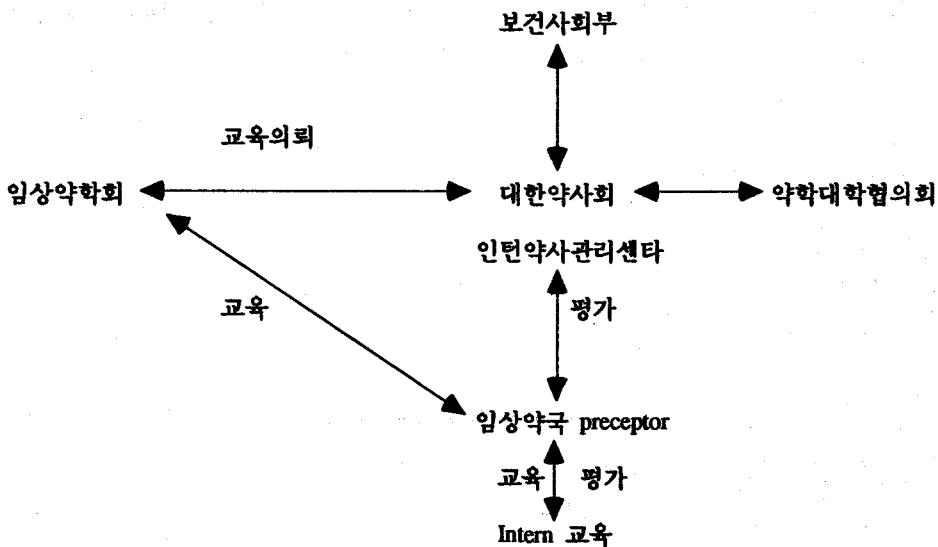 보건사회부
교육의뢰
임상약학회 대한약사회 약학대학협의회
인턴약사관리센타
교육 평가
임상약국 preceptor
교육 평가
Intern 교육